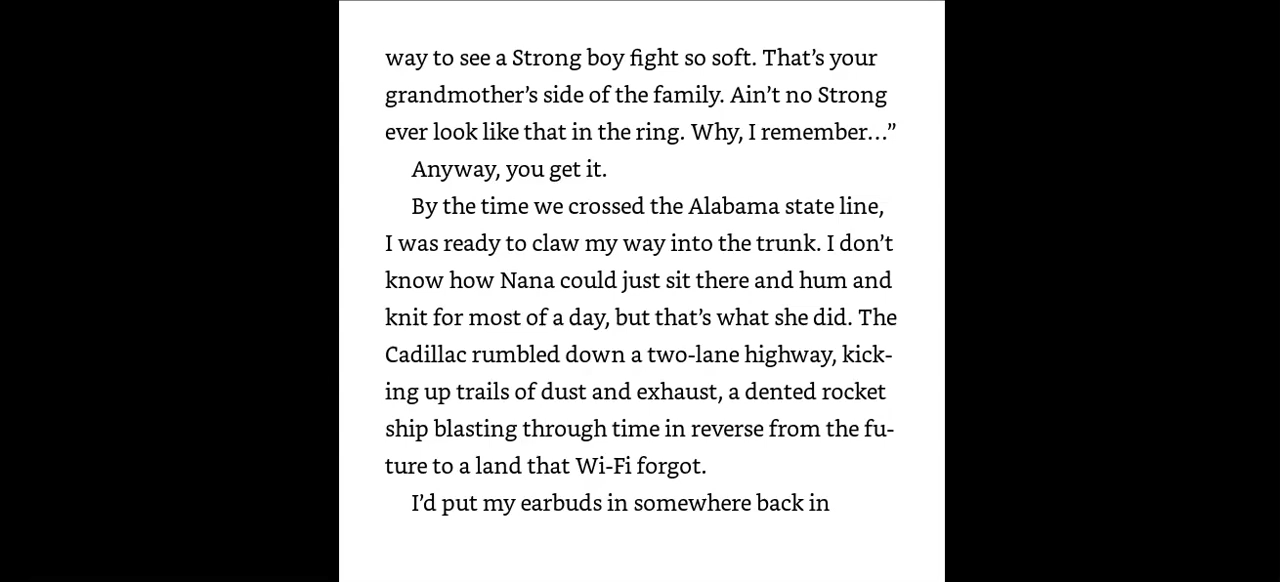 way to see a Strong boy fight so soft. That’s your
grandmother’s side of the family. Ain’t no Strong
ever look like that in the ring. Why, I remember…”
Anyway, you get it.
By the time we crossed the Alabama state line,
I was ready to claw my way into the trunk. I don’t
know how Nana could just sit there and hum and
knit for most of a day, but that’s what she did. The
Cadillac rumbled down a two-lane highway, kick-
ing up trails of dust and exhaust, a dented rocket
ship blasting through time in reverse from the fu-
ture to a land that Wi-Fi forgot.
I’d put my earbuds in somewhere back in